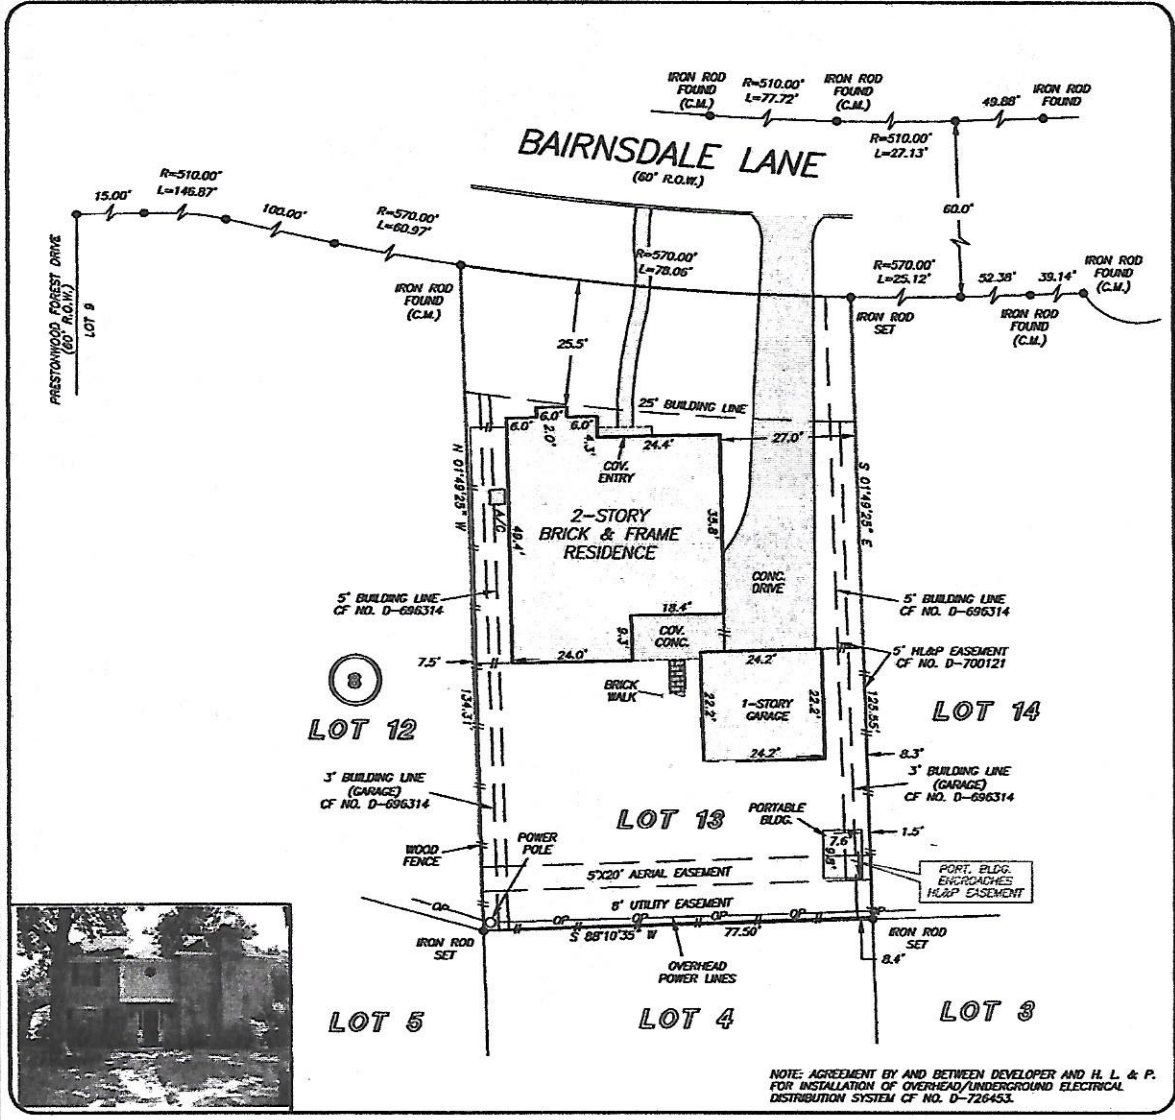 IRON ROD
FOUND
(C.M.)
R=510.00'
L=77.72'
IRON ROD
FOUND
(C.M.)
R=510.00'
L=27.13'
49.88'
IRON ROD
FOUND
BAIRNSDALE LANE
(60' R.O.W.)
15.00'
R=510.00'
L=146.87'
100.00'
R=570.00'
L=60.97'
R=570.00'
L=78.06'
60.0'
R=570.00'
L=25.12'
52.38'
39.14'
IRON ROD
FOUND
(C.M.)
PRESTONWOOD FOREST DRIVE
(60' R.O.W.)
LOT 9
IRON ROD
FOUND
(C.M.)
IRON ROD
SET
IRON ROD
FOUND
(C.M.)
25.5'
25' BUILDING LINE
6.0'
6.0'
2.0'
6.0'
4.3'
24.4'
27.0'
COV.
ENTRY
N 01°49'25" W
S 01°49'25" E
A/C
49.4'
2-STORY
BRICK & FRAME
RESIDENCE
35.8'
CONC.
DRIVE
5' BUILDING LINE
CF NO. D-696314
5' BUILDING LINE
CF NO. D-696314
18.4'
9.3'
COV.
CONC.
5' HL&P EASEMENT
CF NO. D-700121
7.5'
24.0'
24.2'
BRICK
WALK
8
LOT 12
134.31'
22.2'
1-STORY
GARAGE
22.2'
125.55'
LOT 14
24.2'
8.3'
3' BUILDING LINE
(GARAGE)
CF NO. D-696314
3' BUILDING LINE
(GARAGE)
CF NO. D-696314
LOT 13
PORTABLE
BLDG.
7.6'
9.8'
1.5'
WOOD
FENCE
POWER
POLE
5'X20' AERIAL EASEMENT
PORT. BLDG.
ENCROACHES
HL&P EASEMENT
8' UTILITY EASEMENT
OP
OP
OP
OP
OP
OP
S 88°10'35" W
77.50'
IRON ROD
SET
IRON ROD
SET
OVERHEAD
POWER LINES
8.4'
LOT 5
LOT 4
LOT 3
NOTE: AGREEMENT BY AND BETWEEN DEVELOPER AND H. L. & P.
FOR INSTALLATION OF OVERHEAD/UNDERGROUND ELECTRICAL
DISTRIBUTION SYSTEM CF NO. D-726453.